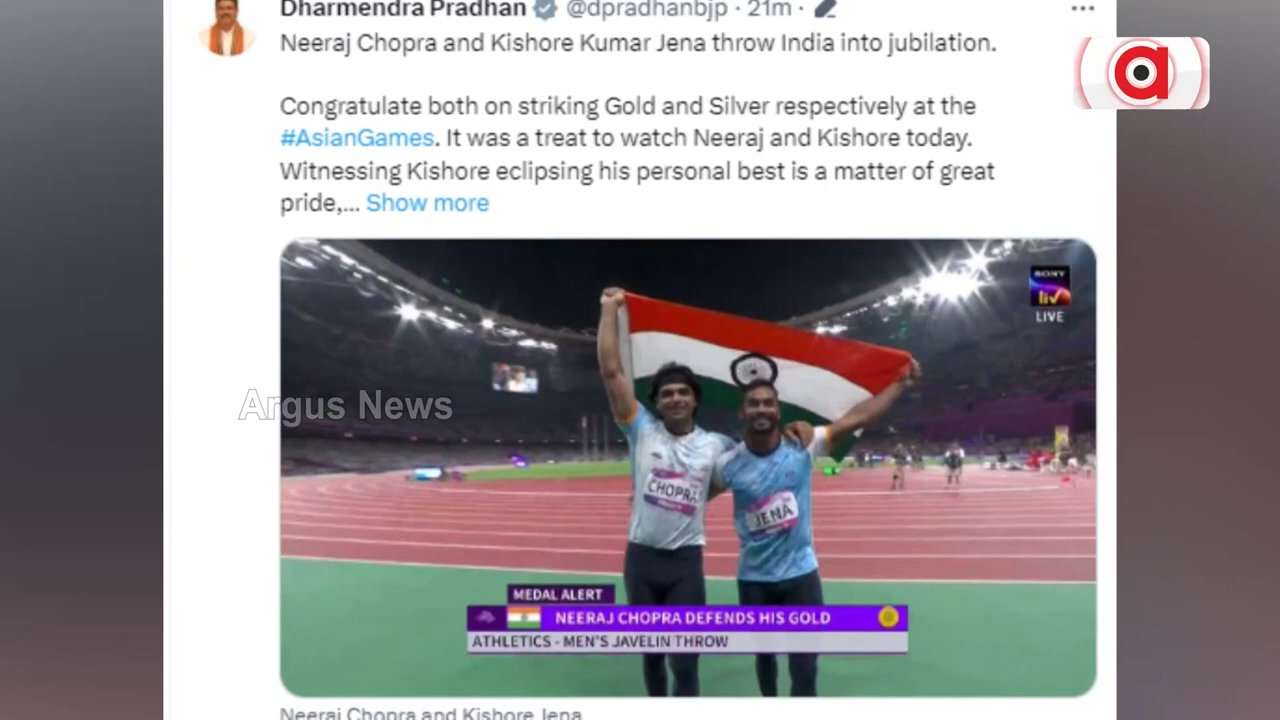 Dharmendra Pradhan @dpradhanbjp · 21m ·
Neeraj Chopra and Kishore Kumar Jena throw India into jubilation.
Congratulate both on striking Gold and Silver respectively at the
#AsianGames. It was a treat to watch Neeraj and Kishore today.
Witnessing Kishore eclipsing his personal best is a matter of great
pride,... Show more
SONY
liv
LIVE
Argus News
CHOPRA
JENA
MEDAL ALERT
NEERAJ CHOPRA DEFENDS HIS GOLD
ATHLETICS - MEN'S JAVELIN THROW
Neeraj Chopra and Kishore Jena
a